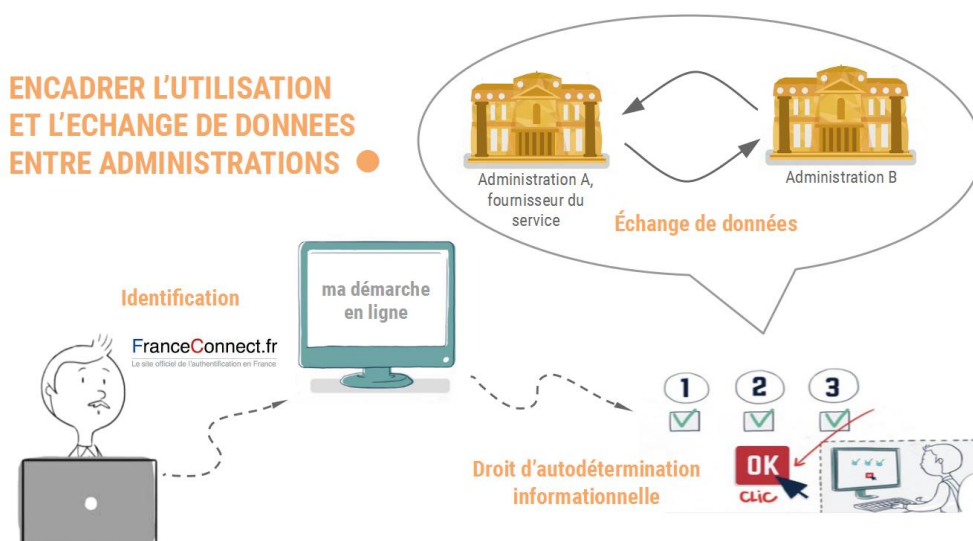 ENCADRER L'UTILISATION
ET L'ECHANGE DE DONNEES
ENTRE ADMINISTRATIONS
Administration A,
fournisseur du
service
Administration B
Échange de données
Identification
FranceConnect.fr
Le site officiel de l'authentification en France
ma démarche
en ligne
1 2 3
Droit d'autodétermination
informationnelle
OK
CLIC